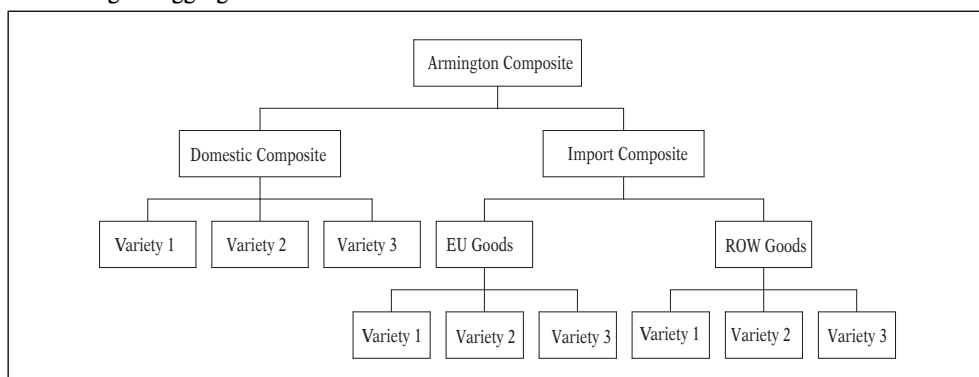 Armington Composite
Domestic Composite
Import Composite
Variety 1
Variety 2
Variety 3
EU Goods
ROW Goods
Variety 1
Variety 2
Variety 3
Variety 1
Variety 2
Variety 3